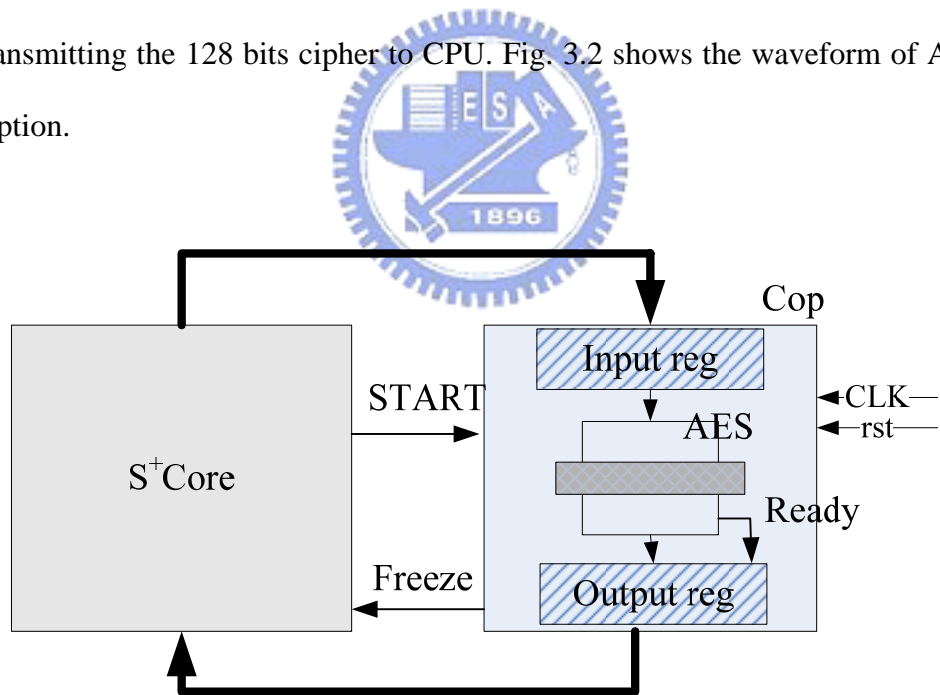 ansmitting the 128 bits cipher to CPU. Fig. 3.2 shows the waveform of A
ption.
E S A
1896
Cop
Input reg
START
CLK
AES
rst
S+Core
Ready
Freeze
Output reg